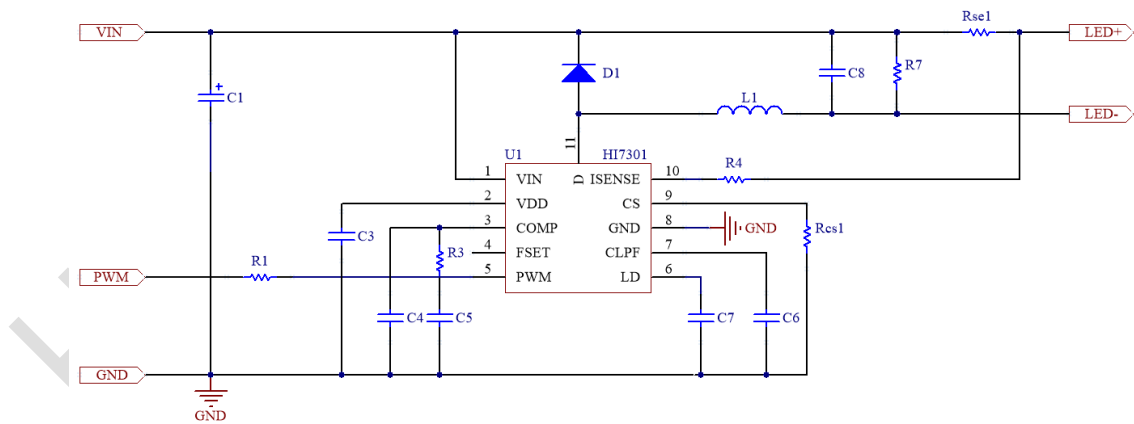 VIN
Rse1
LED+
C1
D1
C8
R7
L1
LED-
11
U1
HI7301
1
VIN
D
ISENSE
10
R4
2
VDD
CS
9
3
COMP
GND
8
GND
Rcs1
C3
4
FSET
CLPF
7
R3
PWM
R1
5
PWM
LD
6
C4
C5
C7
C6
GND
GND